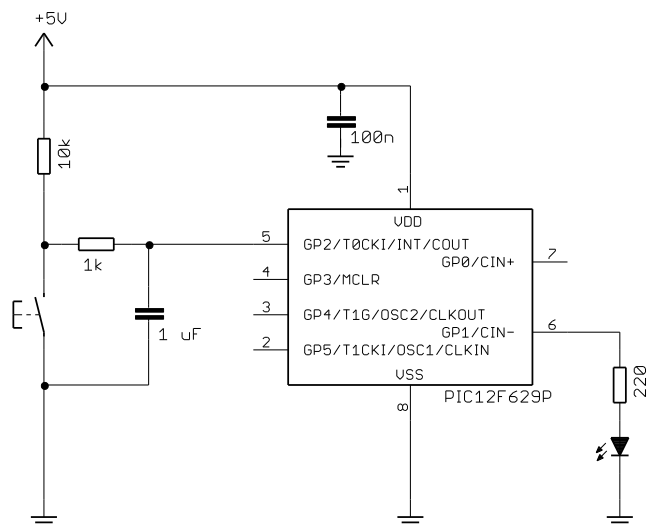 +5V
10k
100n
1
VDD
5
GP2/T0CKI/INT/COUT
GP0/CIN+
7
1k
4
GP3/MCLR
3
GP4/T1G/OSC2/CLKOUT
GP1/CIN-
6
1 uF
2
GP5/T1CKI/OSC1/CLKIN
VSS
PIC12F629P
8
220